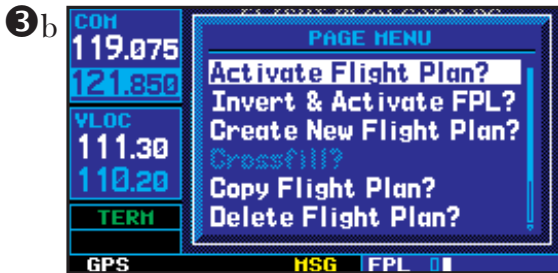 ❸b
COM
119.075
121.850
VLOC
111.30
110.20
TERM
GPS
PAGE MENU
Activate Flight Plan?
Invert & Activate FPL?
Create New Flight Plan?
Crossfill?
Copy Flight Plan?
Delete Flight Plan?
MSG
FPL